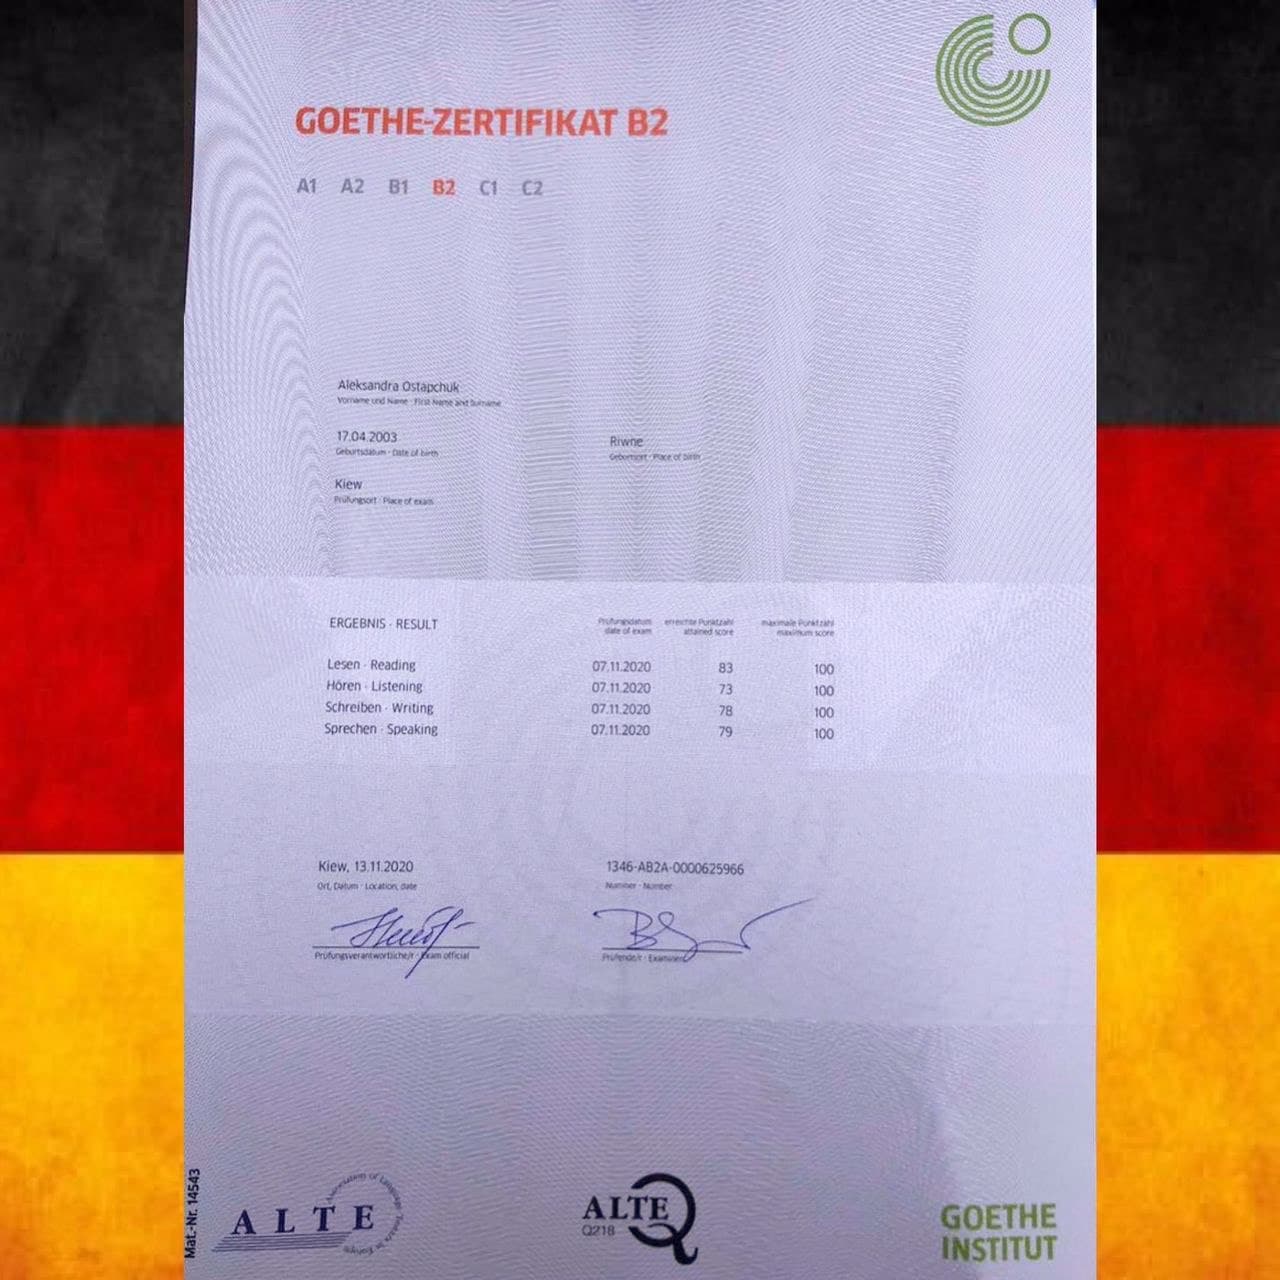 GOETHE-ZERTIFIKAT B2
A1 A2 B1 B2 C1 C2
Aleksandra Ostapchuk
Vorname und Name · First Name and Surname
17.04.2003
Geburtsdatum · Date of birth
Riwne
Geburtsort · Place of birth
Kiew
Prüfungsort · Place of exam
ERGEBNIS · RESULT
Prüfungsdatum erreichte Punktzahl maximale Punktzahl
date of exam attained score maximum score
Lesen · Reading 07.11.2020 83 100
Hören · Listening 07.11.2020 73 100
Schreiben · Writing 07.11.2020 78 100
Sprechen · Speaking 07.11.2020 79 100
Kiew, 13.11.2020
Ort, Datum · Location, date
1346-AB2A-0000625966
Nummer · Number
Prüfungsverantwortliche/r · Exam official
Prüfende/r · Examiner
Mat.-Nr. 14543
ALTE
Association of Language Testers in Europe
ALTE
Q218
GOETHE
INSTITUT